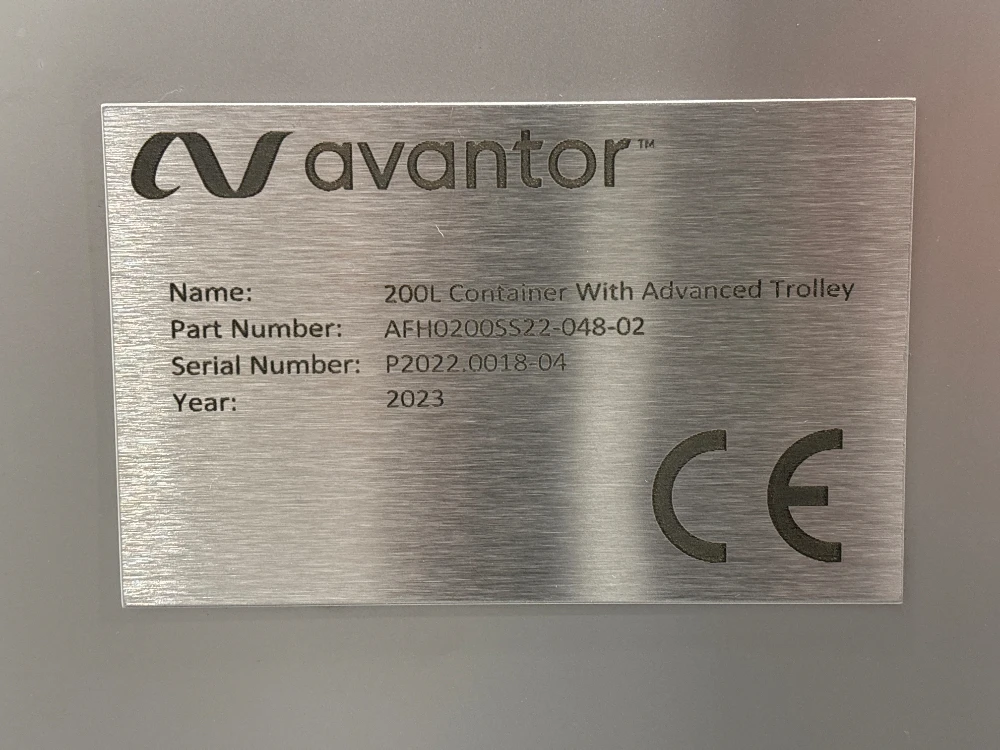 avantor™
Name: 200L Container With Advanced Trolley
Part Number: AFH0200SS22-048-02
Serial Number: P2022.0018-04
Year: 2023
CE